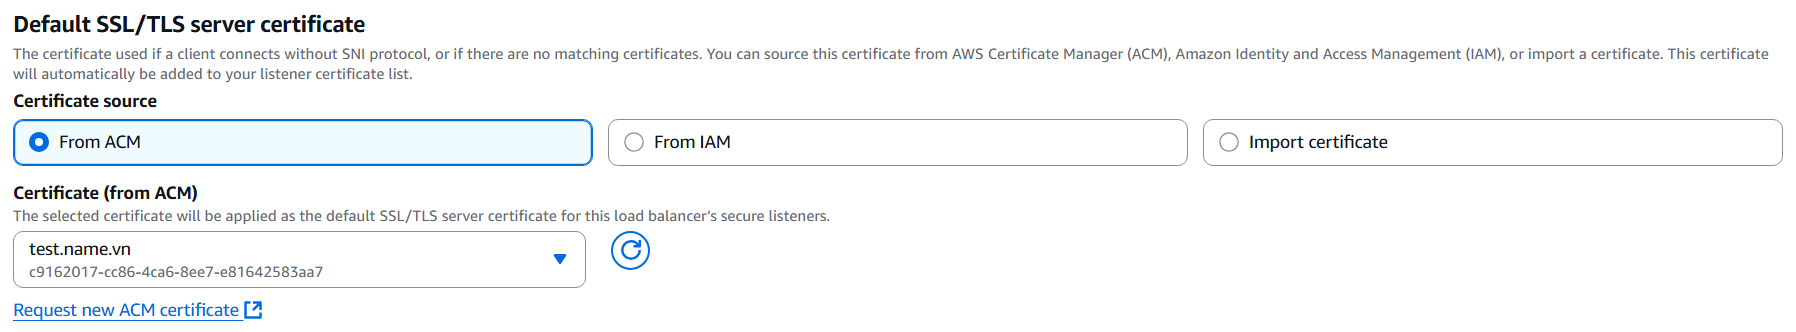 Default SSL/TLS server certificate
The certificate used if a client connects without SNI protocol, or if there are no matching certificates. You can source this certificate from AWS Certificate Manager (ACM), Amazon Identity and Access Management (IAM), or import a certificate. This certificate
will automatically be added to your listener certificate list.
Certificate source
From ACM
From IAM
Import certificate
Certificate (from ACM)
The selected certificate will be applied as the default SSL/TLS server certificate for this load balancer’s secure listeners.
test.name.vn
c9162017-cc86-4ca6-8ee7-e81642583aa7
Request new ACM certificate